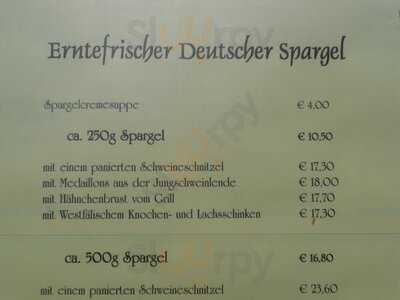 Erntefrischer Deutscher Spargel
Spargelcremesuppe € 4.00
ca. 250g Spargel € 10,50
mit einem panierten Schweineschnitzel € 17,30
mit Medaillons aus der Jungschweinlende € 18,00
mit Hähnchenbrust vom Grill € 17,70
mit Westfälischem Knochen- und Lachsschinken € 17,30
ca. 500g Spargel € 16,80
mit einem panierten Schweineschnitzel € 23,60